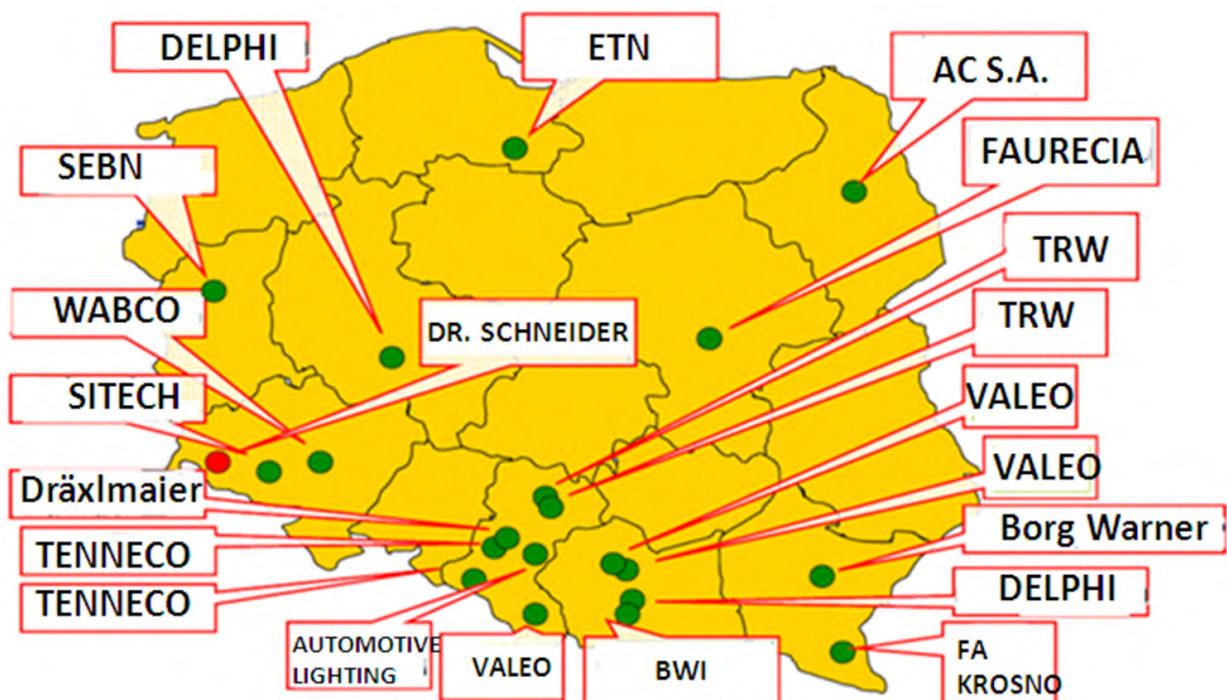 DELPHI
ETN
AC S.A.
SEBN
FAURECIA
TRW
WABCO
DR. SCHNEIDER
TRW
SITECH
VALEO
VALEO
Dräxlmaier
Borg Warner
TENNECO
DELPHI
TENNECO
AUTOMOTIVE
LIGHTING
VALEO
BWI
FA
KROSNO